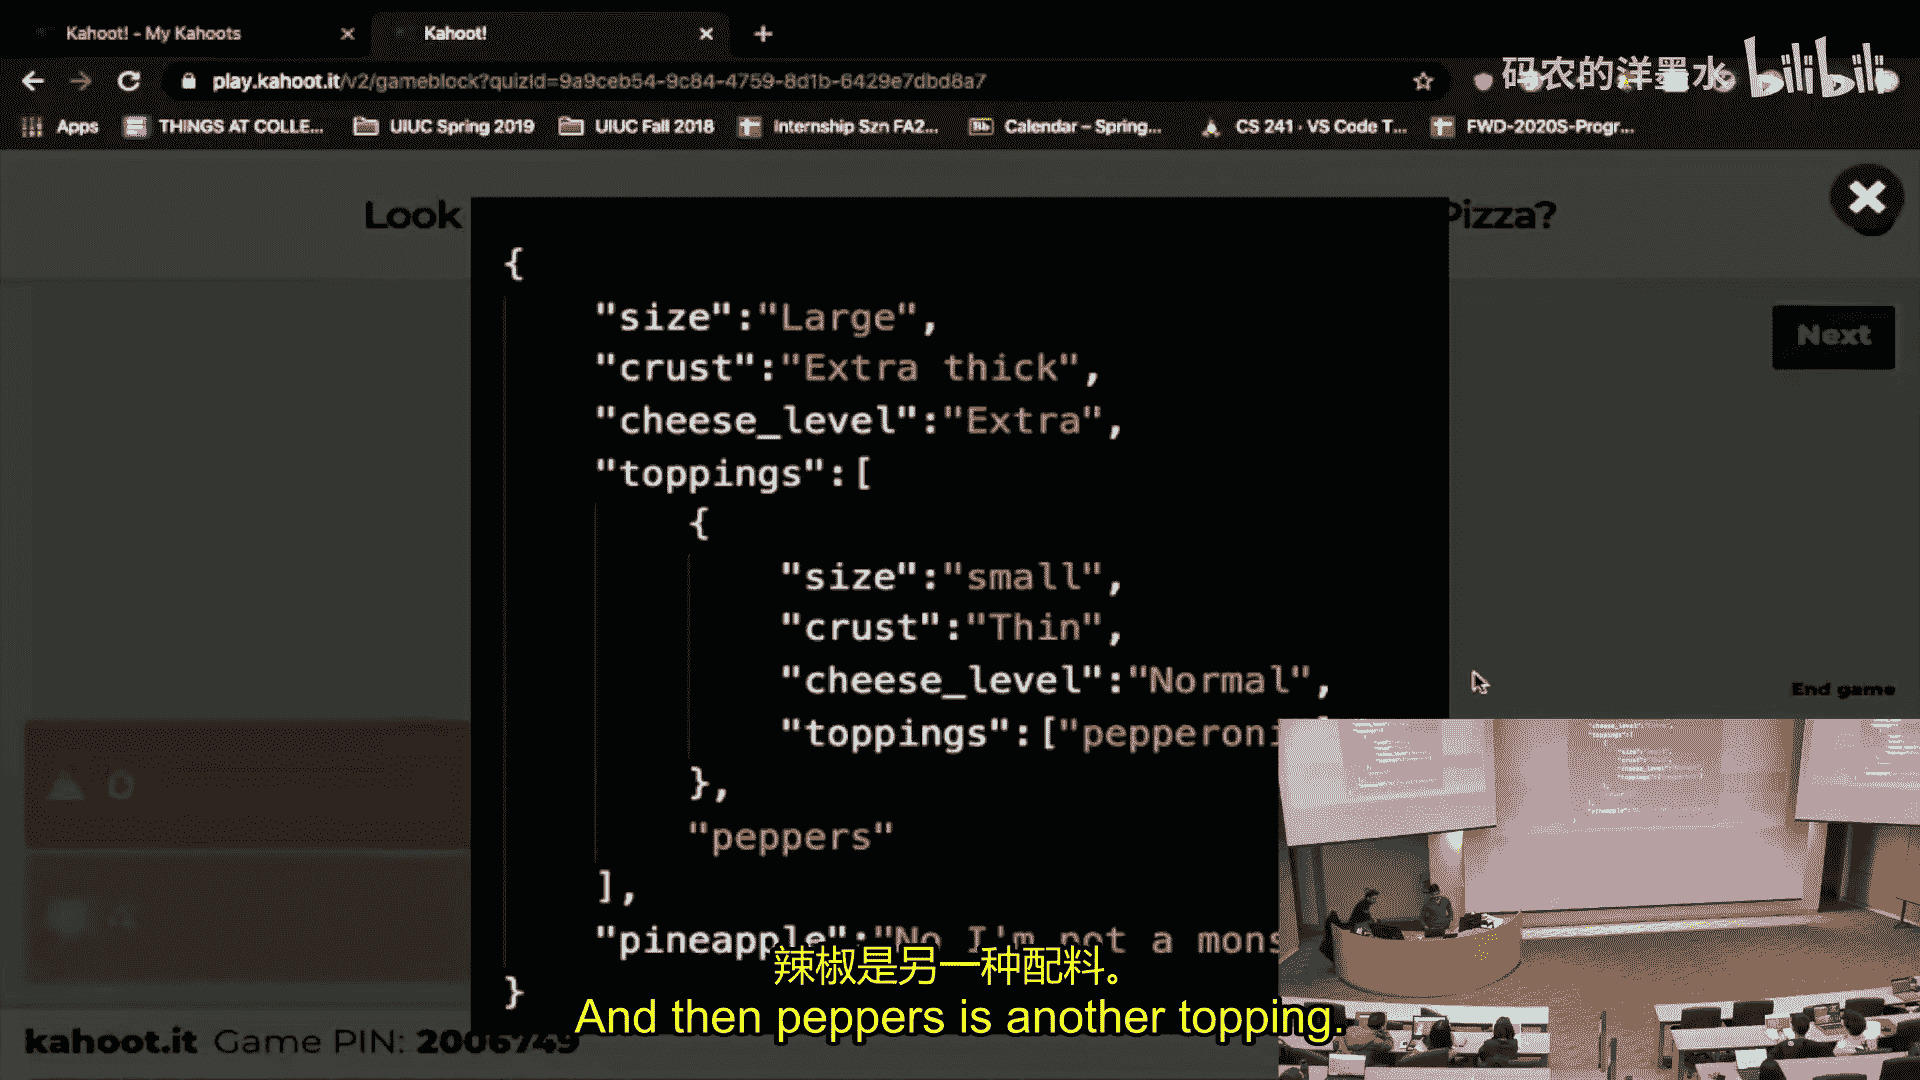 Kahoot! - My Kahoots
Kahoot!
码农的洋墨水 bilibili
play.kahoot.it/v2/gameblock?quizId=9a9ceb54-9c84-4759-8d1b-6429e7dbd8a7
Apps THINGS AT COLLE... UIUC Spring 2019 UIUC Fall 2018 Internship Szn FA2... Calendar – Spring... CS 241 · VS Code T... FWD-2020S-Progr...
Look Pizza?
{
"size":"Large",
"crust":"Extra thick",
"cheese_level":"Extra",
"toppings":[
{
"size":"small",
"crust":"Thin",
"cheese_level":"Normal",
"toppings":["pepperoni
},
"peppers"
],
"pineapple":"No I'm not a mons
}
Next
End game
辣椒是另一种配料。
And then peppers is another topping.
kahoot.it Game PIN: 2006749